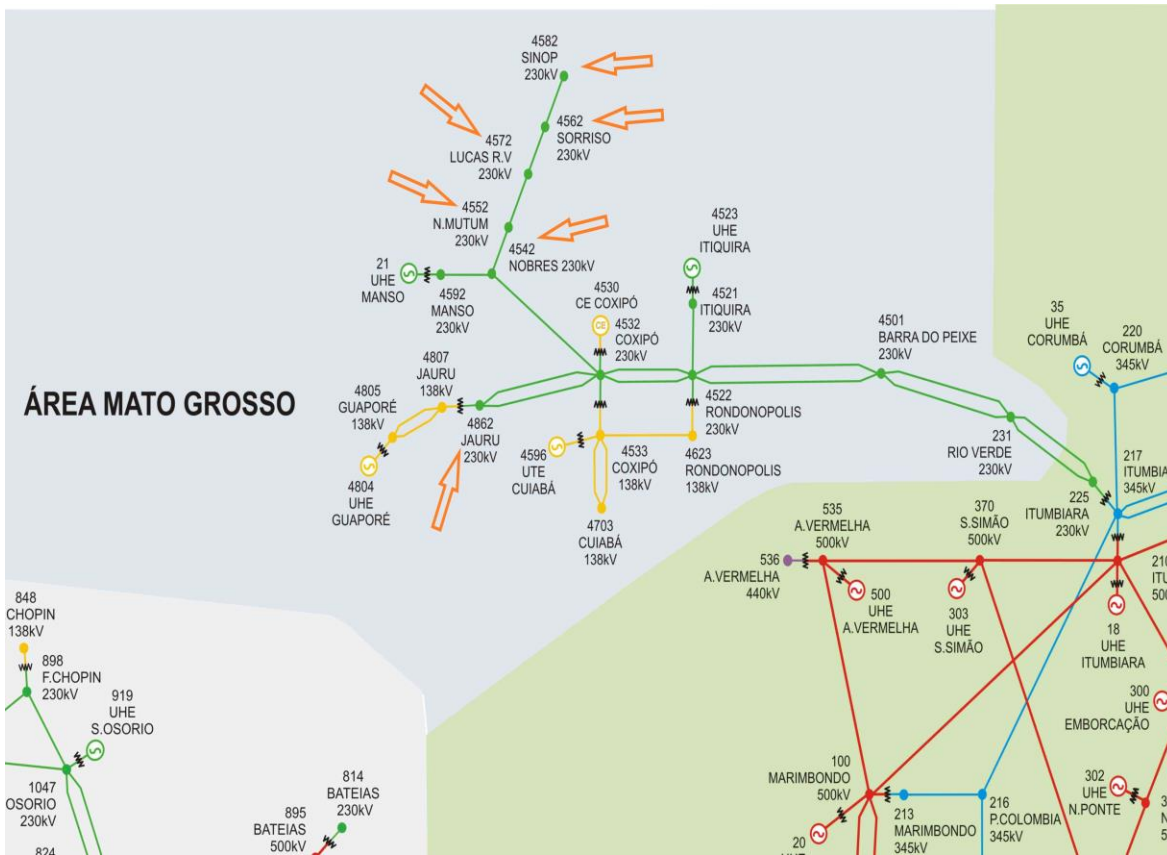 4582
SINOP
230kV
4562
SORRISO
230kV
4572
LUCAS R.V
230kV
4552
N.MUTUM
230kV
4542
NOBRES 230kV
21
UHE
MANSO
4592
MANSO
230kV
4523
UHE
ITIQUIRA
4521
ITIQUIRA
230kV
4530
CE COXIPÓ
CE
4532
COXIPÓ
230kV
4501
BARRA DO PEIXE
230kV
35
UHE
CORUMBÁ
220
CORUMBÁ
345kV
ÁREA MATO GROSSO
4807
JAURU
138kV
4805
GUAPORÉ
138kV
4862
JAURU
230kV
4804
UHE
GUAPORÉ
4596
UTE
CUIABÁ
4533
COXIPÓ
138kV
4522
RONDONOPOLIS
230kV
4623
RONDONOPOLIS
138kV
4703
CUIABÁ
138kV
231
RIO VERDE
230kV
217
ITUMBIA
345kV
225
ITUMBIARA
230kV
535
A.VERMELHA
500kV
370
S.SIMÃO
500kV
536
A.VERMELHA
440kV
500
UHE
A.VERMELHA
303
UHE
S.SIMÃO
210
ITU
500
18
UHE
ITUMBIARA
848
CHOPIN
138kV
898
F.CHOPIN
230kV
919
UHE
S.OSORIO
300
UHE
EMBORCAÇÃO
1047
OSORIO
230kV
824
814
BATEIAS
230kV
895
BATEIAS
500kV
100
MARIMBONDO
500kV
20
213
MARIMBONDO
345kV
216
P.COLOMBIA
345kV
302
UHE
N.PONTE